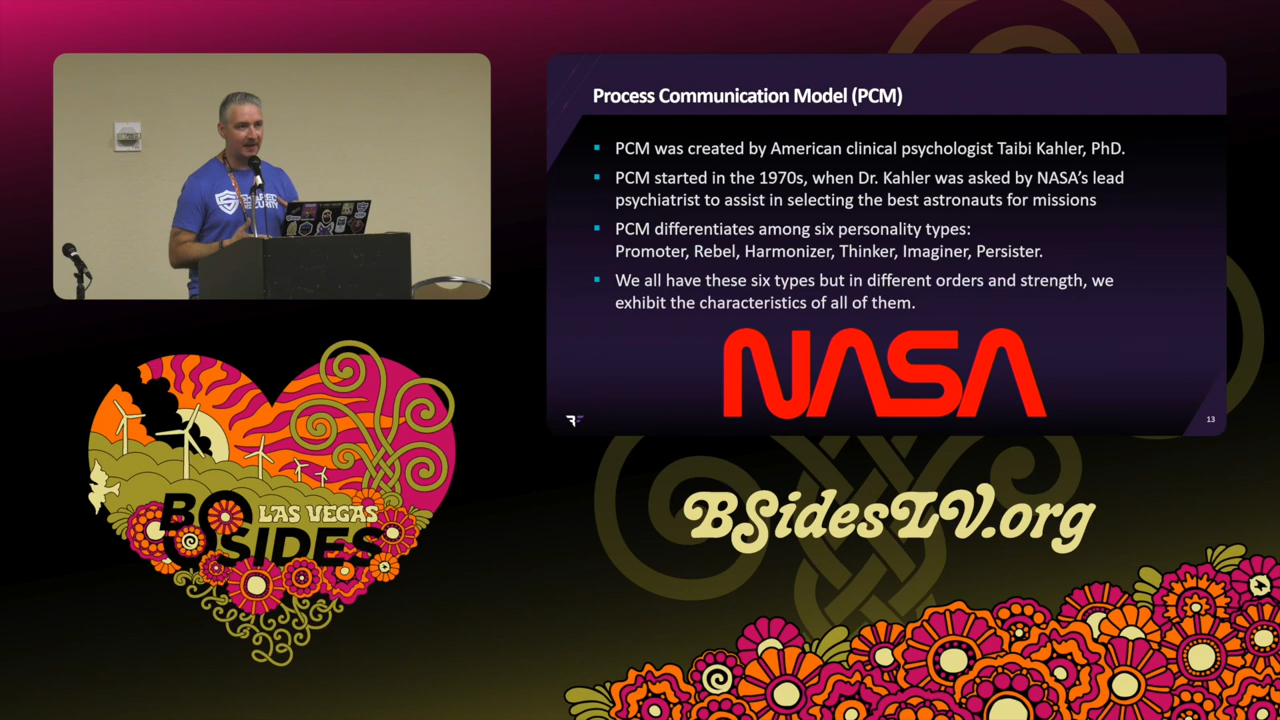 SHARED
SECURITY
Process Communication Model (PCM)
PCM was created by American clinical psychologist Taibi Kahler, PhD.
PCM started in the 1970s, when Dr. Kahler was asked by NASA's lead
psychiatrist to assist in selecting the best astronauts for missions
PCM differentiates among six personality types:
Promoter, Rebel, Harmonizer, Thinker, Imaginer, Persister.
We all have these six types but in different orders and strength, we
exhibit the characteristics of all of them.
NASA
13
LAS VEGAS
BSIDES
23
BSidesLV.org